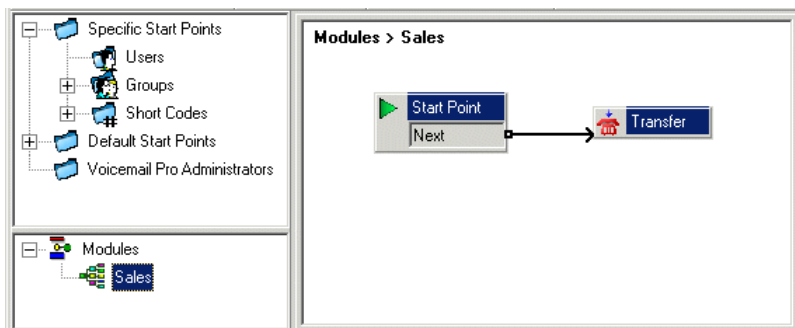 Specific Start Points
Users
Groups
Short Codes
Default Start Points
Voicemail Pro Administrators
Modules
Sales
Modules > Sales
Start Point
Next
Transfer